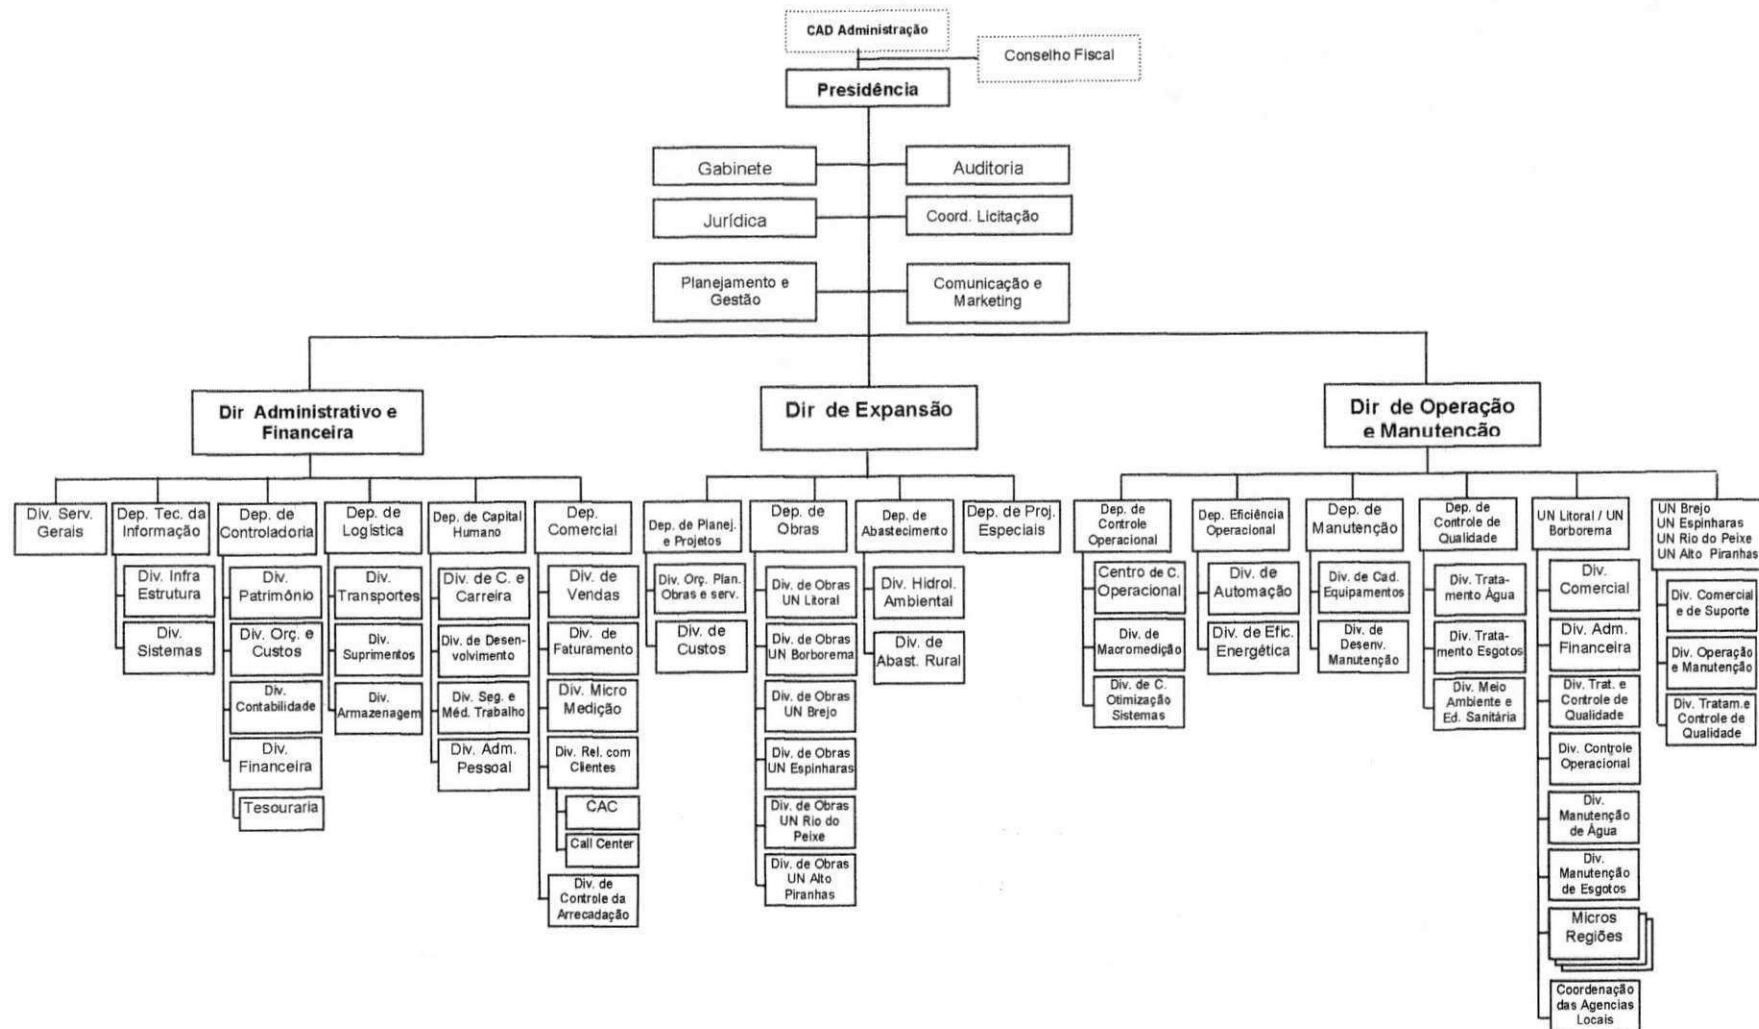 CAD Administração
Conselho Fiscal
Presidência
Gabinete
Auditoria
Jurídica
Coord. Licitação
Planejamento e
Gestão
Comunicação e
Marketing
Dir Administrativo e
Financeira
Dir de Expansão
Dir de Operação
e Manutencão
Div. Serv.
Gerais
Dep. Tec. da
Informação
Div. Infra
Estrutura
Div.
Sistemas
Dep. de
Controladoria
Div.
Patrimônio
Div. Orç. e
Custos
Div.
Contabilidade
Div.
Financeira
Tesouraria
Dep. de
Logística
Div.
Transportes
Div.
Suprimentos
Div.
Armazenagem
Dep. de Capital
Humano
Div. de C. e
Carreira
Div. de Desen-
volvimento
Div. Seg. e
Méd. Trabalho
Div. Adm.
Pessoal
Dep.
Comercial
Div. de
Vendas
Div. de
Faturamento
Div. Micro
Medição
Div. Rel. com
Clientes
CAC
Call Center
Div. de
Controle da
Arrecadação
Dep. de Planej.
e Projetos
Div. Orç. Plan.
Obras e serv.
Div. de
Custos
Dep. de
Obras
Div. de Obras
UN Litoral
Div. de Obras
UN Borborema
Div. de Obras
UN Brejo
Div. de Obras
UN Espinharas
Div. de Obras
UN Rio do
Peixe
Div. de Obras
UN Alto
Piranhas
Dep. de
Abastecimento
Div. Hidrol.
Ambiental
Div. de
Abast. Rural
Dep. de Proj.
Especiais
Dep. de
Controle
Operacional
Centro de C.
Operacional
Div. de
Macromedição
Div. de C.
Otimização
Sistemas
Dep. Eficiência
Operacional
Div. de
Automação
Div. de Efic.
Energética
Dep. de
Manutenção
Div. de Cad.
Equipamentos
Div. de
Desenv.
Manutenção
Dep. de
Controle de
Qualidade
Div. Trata-
mento Água
Div. Trata-
mento Esgotos
Div. Meio
Ambiente e
Ed. Sanitária
UN Litoral / UN
Borborema
Div.
Comercial
Div. Adm.
Financeira
Div. Trat. e
Controle de
Qualidade
Div. Controle
Operacional
Div.
Manutenção
de Água
Div.
Manutenção
de Esgotos
Micros
Regiões
Coordenação
das Agencias
Locais
UN Brejo
UN Espinharas
UN Rio do Peixe
UN Alto Piranhas
Div. Comercial
e de Suporte
Div. Operação
e Manutenção
Div. Tratam.e
Controle de
Qualidade